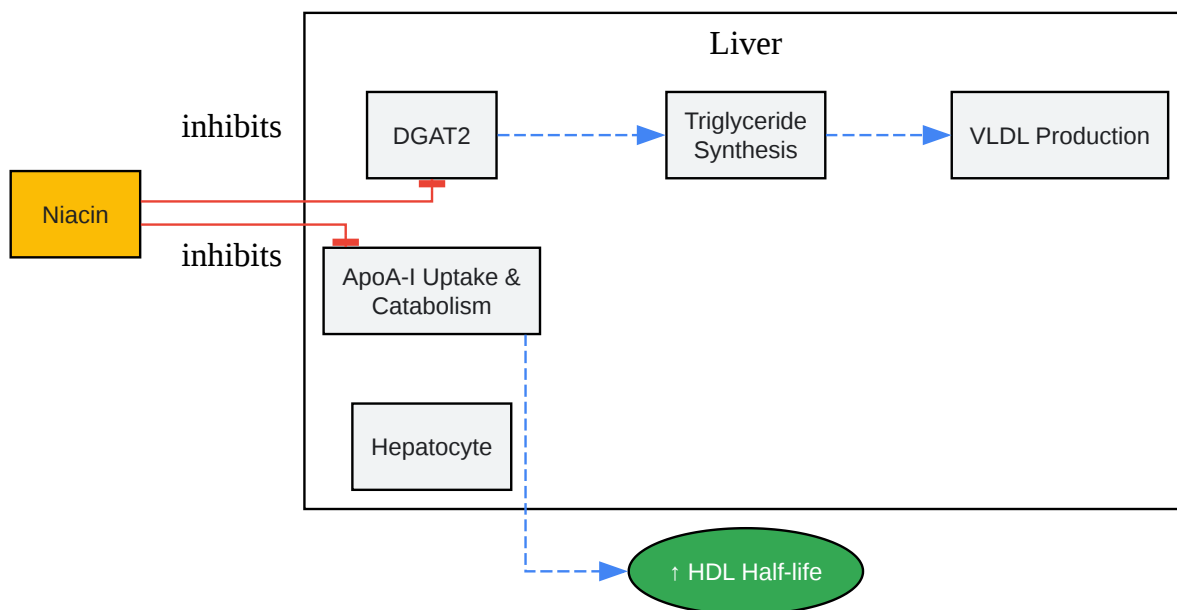 Liver
inhibits
DGAT2
Triglyceride
Synthesis
VLDL Production
Niacin
inhibits
ApoA-I Uptake &
Catabolism
Hepatocyte
↑ HDL Half-life